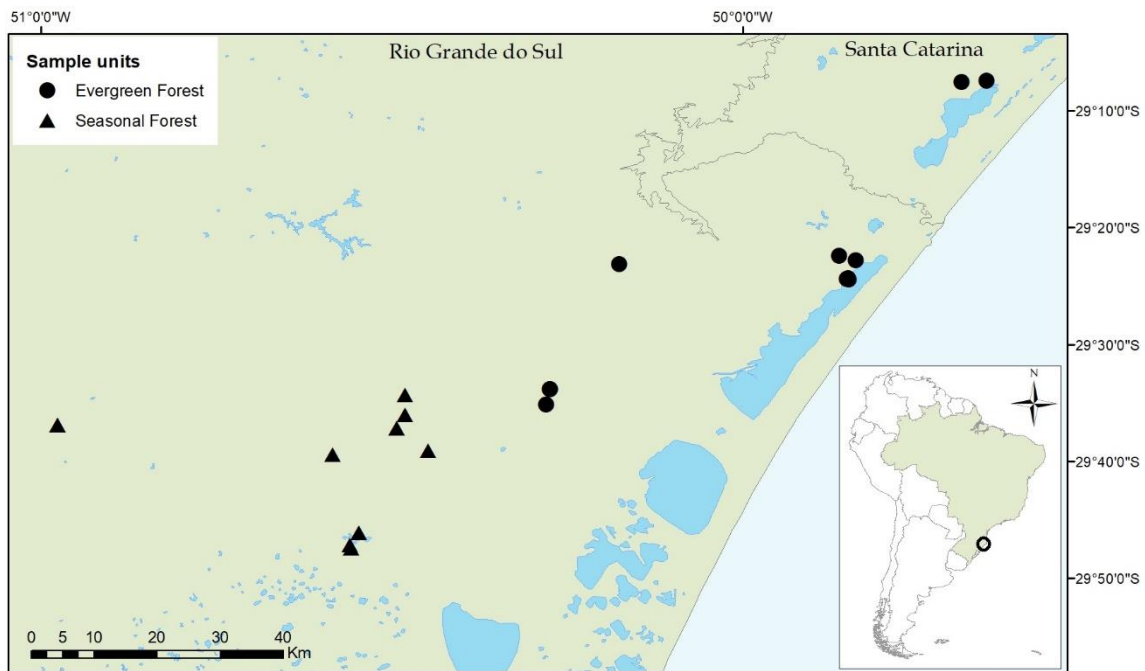 51°0'0"W
50°0'0"W
Rio Grande do Sul
Santa Catarina
Sample units
Evergreen Forest
Seasonal Forest
29°10'0"S
29°20'0"S
29°30'0"S
29°40'0"S
29°50'0"S
N
0 5 10 20 30 40
Km